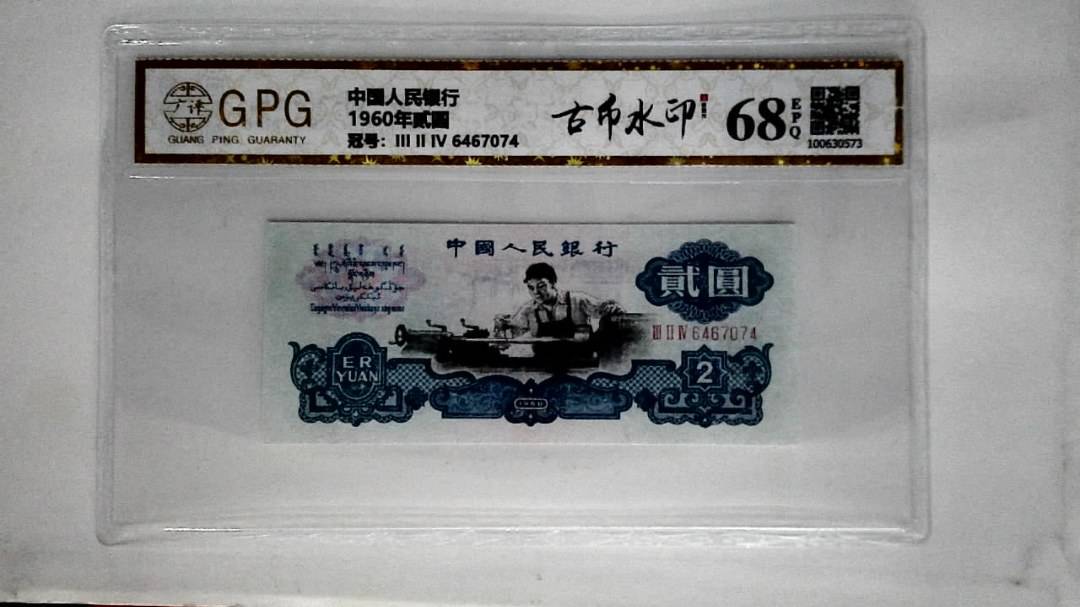 GPG
GUANG PING GUARANTY
中国人民银行
1960年贰圆
冠号：III II IV 6467074
古币水印
68
EPQ
100630573
中國人民銀行
貳圓
III II IV 6467074
ER
YUAN
2
1960